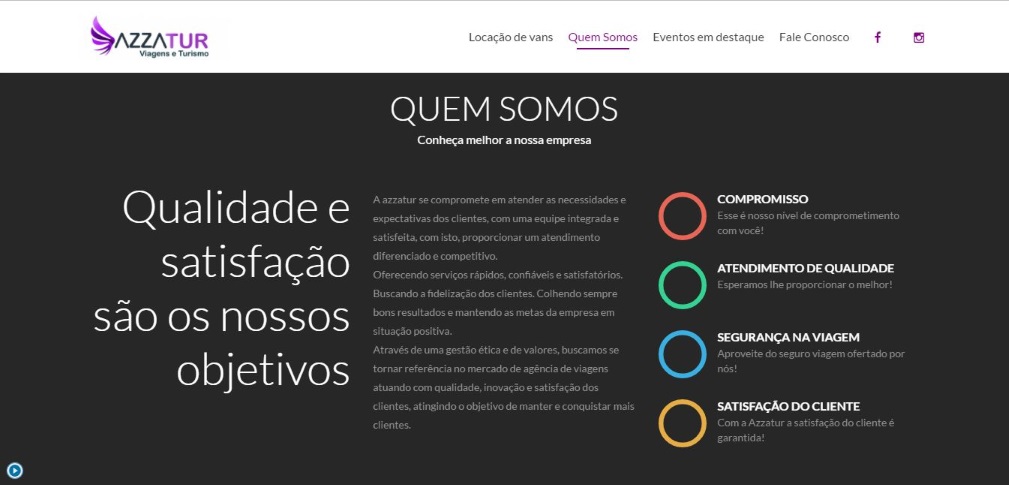 AZZATUR
Viagens e Turismo
Locação de vans Quem Somos Eventos em destaque Fale Conosco
QUEM SOMOS
Conheça melhor a nossa empresa
Qualidade e
satisfação
são os nossos
objetivos
A azzatur se compromete em atender as necessidades e
expectativas dos clientes, com uma equipe integrada e
satisfeita, com isto, proporcionar um atendimento
diferenciado e competitivo.
Oferecendo serviços rápidos, confiáveis e satisfatórios.
Buscando a fidelização dos clientes. Colhendo sempre
bons resultados e mantendo as metas da empresa em
situação positiva.
Através de uma gestão ética e de valores, buscamos se
tornar referência no mercado de agência de viagens
atuando com qualidade, inovação e satisfação dos
clientes, atingindo o objetivo de manter e conquistar mais
clientes.
COMPROMISSO
Esse é nosso nível de comprometimento
com você!
ATENDIMENTO DE QUALIDADE
Esperamos lhe proporcionar o melhor!
SEGURANÇA NA VIAGEM
Aproveite do seguro viagem ofertado por
nós!
SATISFAÇÃO DO CLIENTE
Com a Azzatur a satisfação do cliente é
garantida!